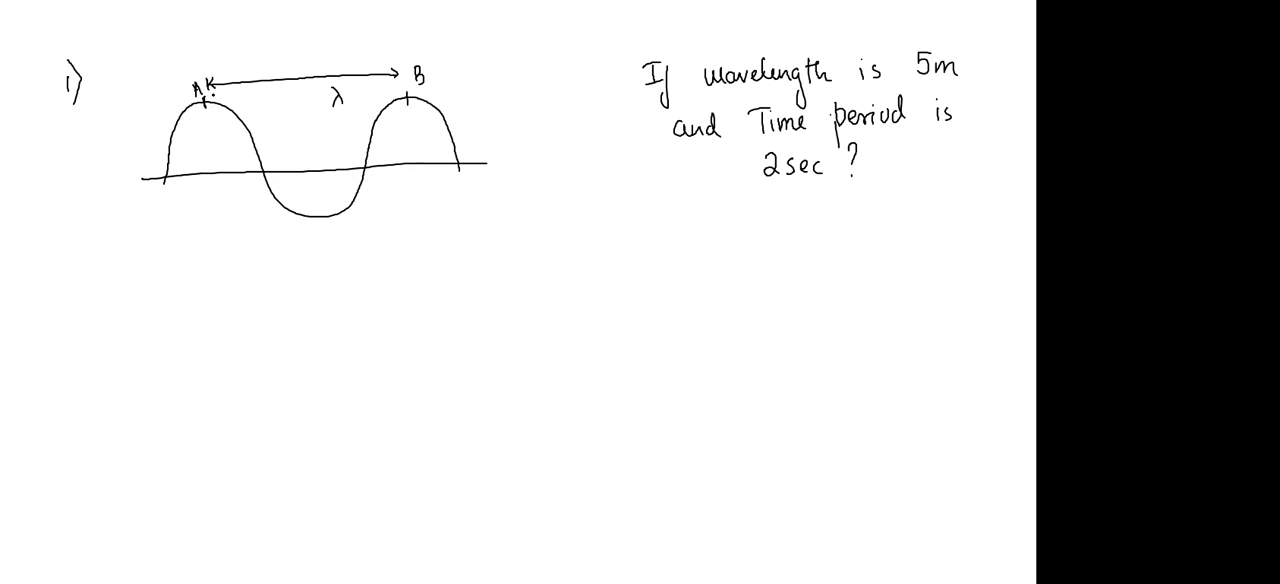 1)
A
B
λ
If wavelength is 5m
and Time period is
2sec ?